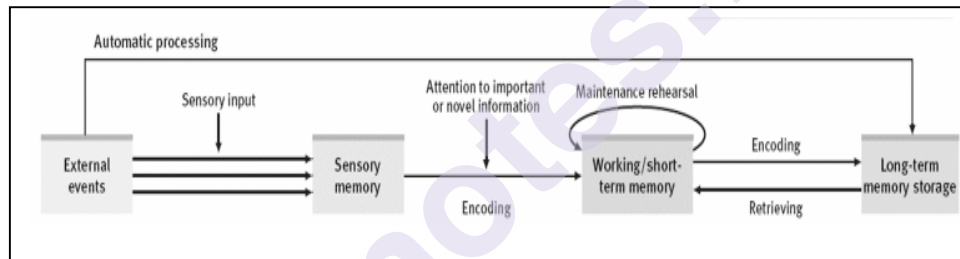 Automatic processing
Sensory input
Attention to important
or novel information
Maintenance rehearsal
External
events
Sensory
memory
Encoding
Working/short-
term memory
Encoding
Retrieving
Long-term
memory storage
notes.